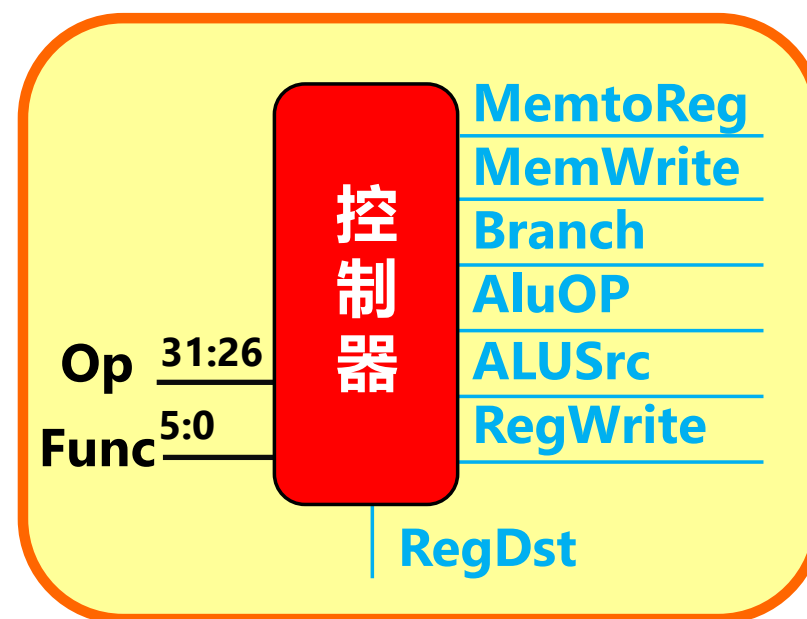 MemtoReg
MemWrite
Branch
AluOP
ALUSrc
RegWrite
控
制
器
Op 31:26
Func 5:0
RegDst